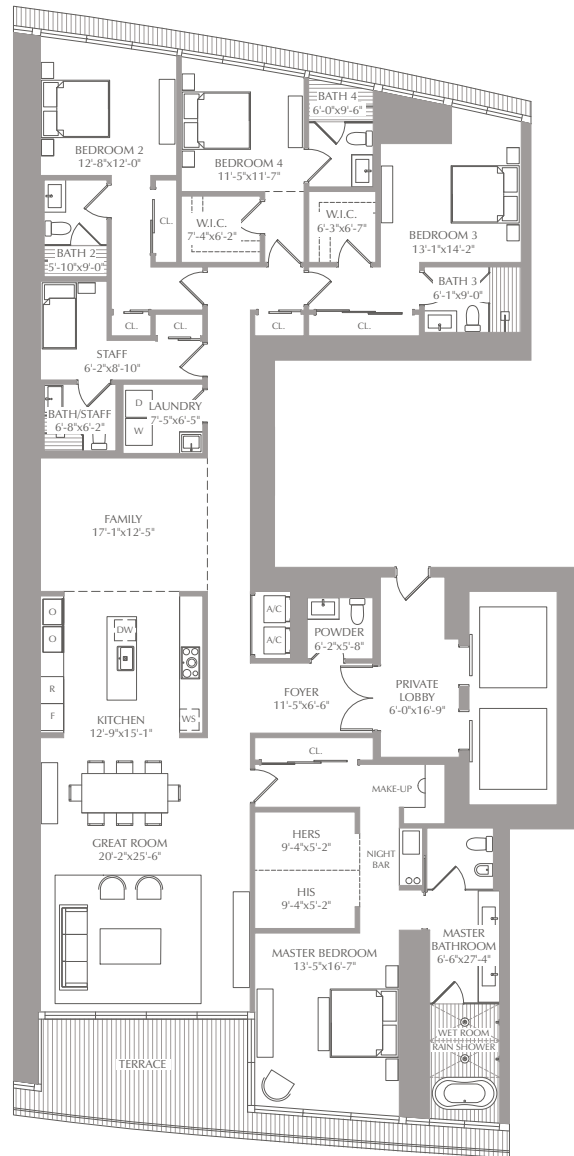 BATH 4
6'-0"x9'-6"
BEDROOM 2
12'-8"x12'-0"
BEDROOM 4
11'-5"x11'-7"
CL.
W.I.C.
7'-4"x6'-2"
W.I.C.
6'-3"x6'-7"
BEDROOM 3
13'-1"x14'-2"
BATH 2
5'-10"x9'-0"
BATH 3
6'-1"x9'-0"
CL.
CL.
CL.
CL.
STAFF
6'-2"x8'-10"
BATH/STAFF
6'-8"x6'-2"
D
W
LAUNDRY
7'-5"x6'-5"
FAMILY
17'-1"x12'-5"
O
O
R
F
DW
WS
KITCHEN
12'-9"x15'-1"
A/C
A/C
POWDER
6'-2"x5'-8"
FOYER
11'-5"x6'-6"
PRIVATE
LOBBY
6'-0"x16'-9"
CL.
MAKE-UP
GREAT ROOM
20'-2"x25'-6"
HERS
9'-4"x5'-2"
NIGHT
BAR
HIS
9'-4"x5'-2"
MASTER BEDROOM
13'-5"x16'-7"
MASTER
BATHROOM
6'-6"x27'-4"
WET ROOM
RAIN SHOWER
TERRACE